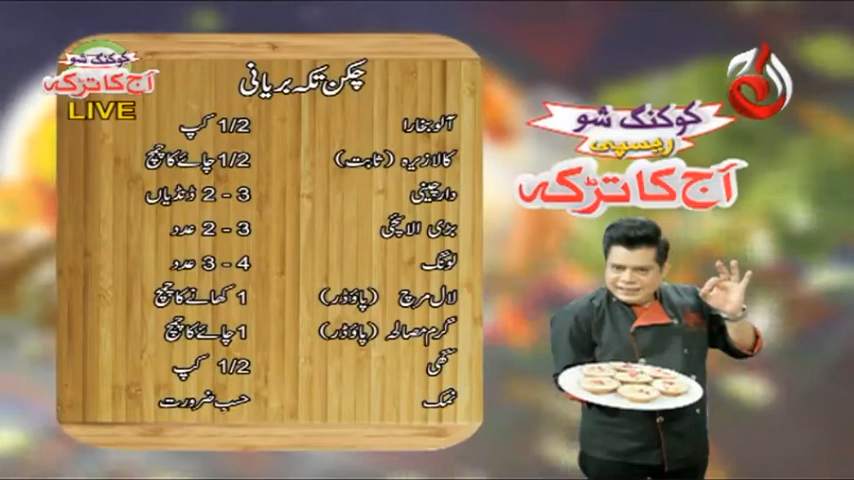 کوکنگ شو
آج کا تڑکہ
LIVE
چکن تکہ بریانی
آلو بخارا 1/2 کپ
کالا زیرہ (ثابت) 1/2 چائے کا چمچ
دار چینی 3 - 2 ڈنڈیاں
بڑی الائچی 3 - 2 عدد
لونگ 4 - 3 عدد
لال مرچ (پاؤڈر) 1 کھانے کا چمچ
گرم مصالحہ (پاؤڈر) 1 چائے کا چمچ
گھی 1/2 کپ
نمک حسب ضرورت
کوکنگ شو
ریسپی
آج کا تڑکہ